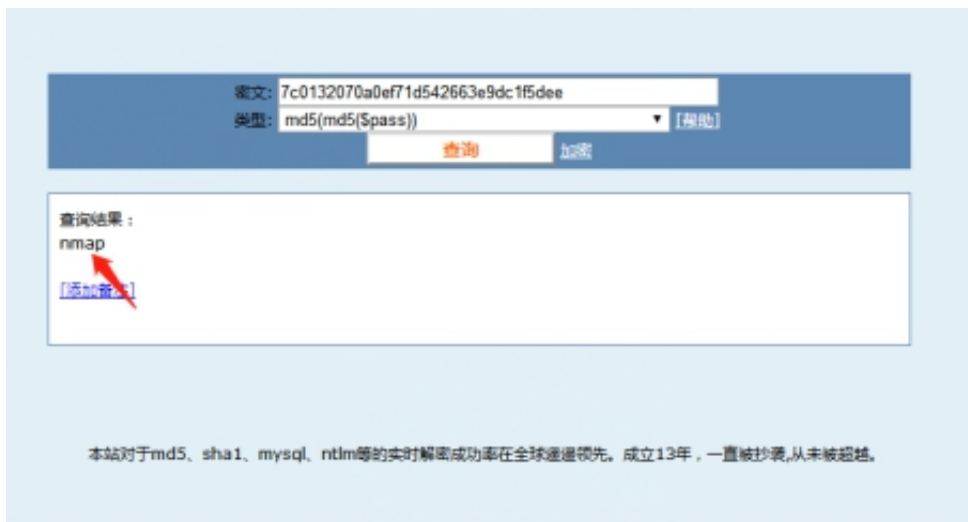 密文: 7c0132070a0ef71d542663e9dc1f5dee
类型: md5(md5($pass)) [帮助]
查询 加密
查询结果：
nmap
[添加备注]
本站对于md5、sha1、mysql、ntlm等的实时解密成功率在全球遥遥领先。成立13年，一直被抄袭,从未被超越。